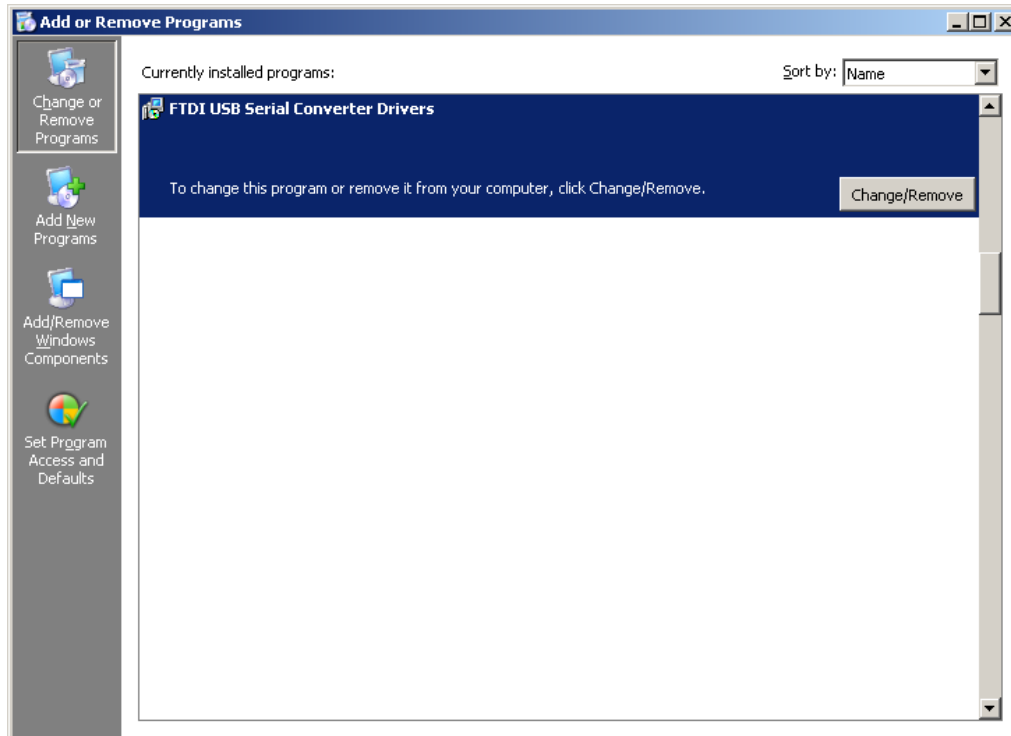 Add or Remove Programs
Change or
Remove
Programs
Add New
Programs
Add/Remove
Windows
Components
Set Program
Access and
Defaults
Currently installed programs:
Sort by: Name
FTDI USB Serial Converter Drivers
To change this program or remove it from your computer, click Change/Remove.
Change/Remove